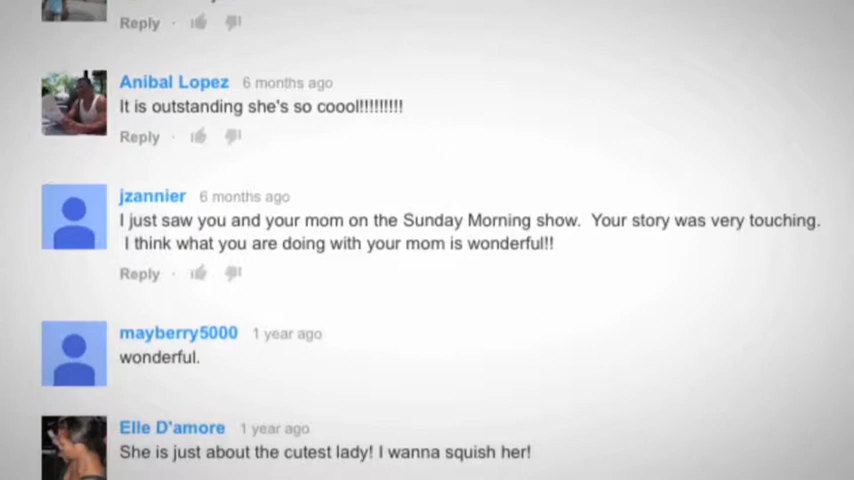 Reply ·
Anibal Lopez 6 months ago
It is outstanding she's so coool!!!!!!!!!
Reply ·
jzannier 6 months ago
I just saw you and your mom on the Sunday Morning show. Your story was very touching.
I think what you are doing with your mom is wonderful!!
Reply ·
mayberry5000 1 year ago
wonderful.
Elle D'amore 1 year ago
She is just about the cutest lady! I wanna squish her!